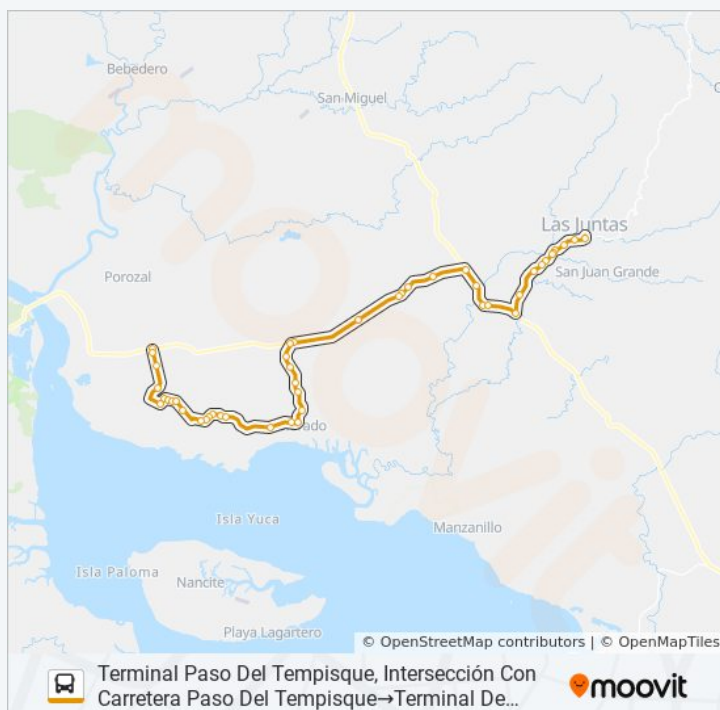 Bebedero
San Miguel
Las Juntas
San Juan Grande
Porozal
ado
Isla Yuca
Manzanillo
Isla Paloma
Nancite
Playa Lagartero
© OpenStreetMap contributors | © OpenMapTiles
Terminal Paso Del Tempisque, Intersección Con
Carretera Paso Del Tempisque→Terminal De...
moovit